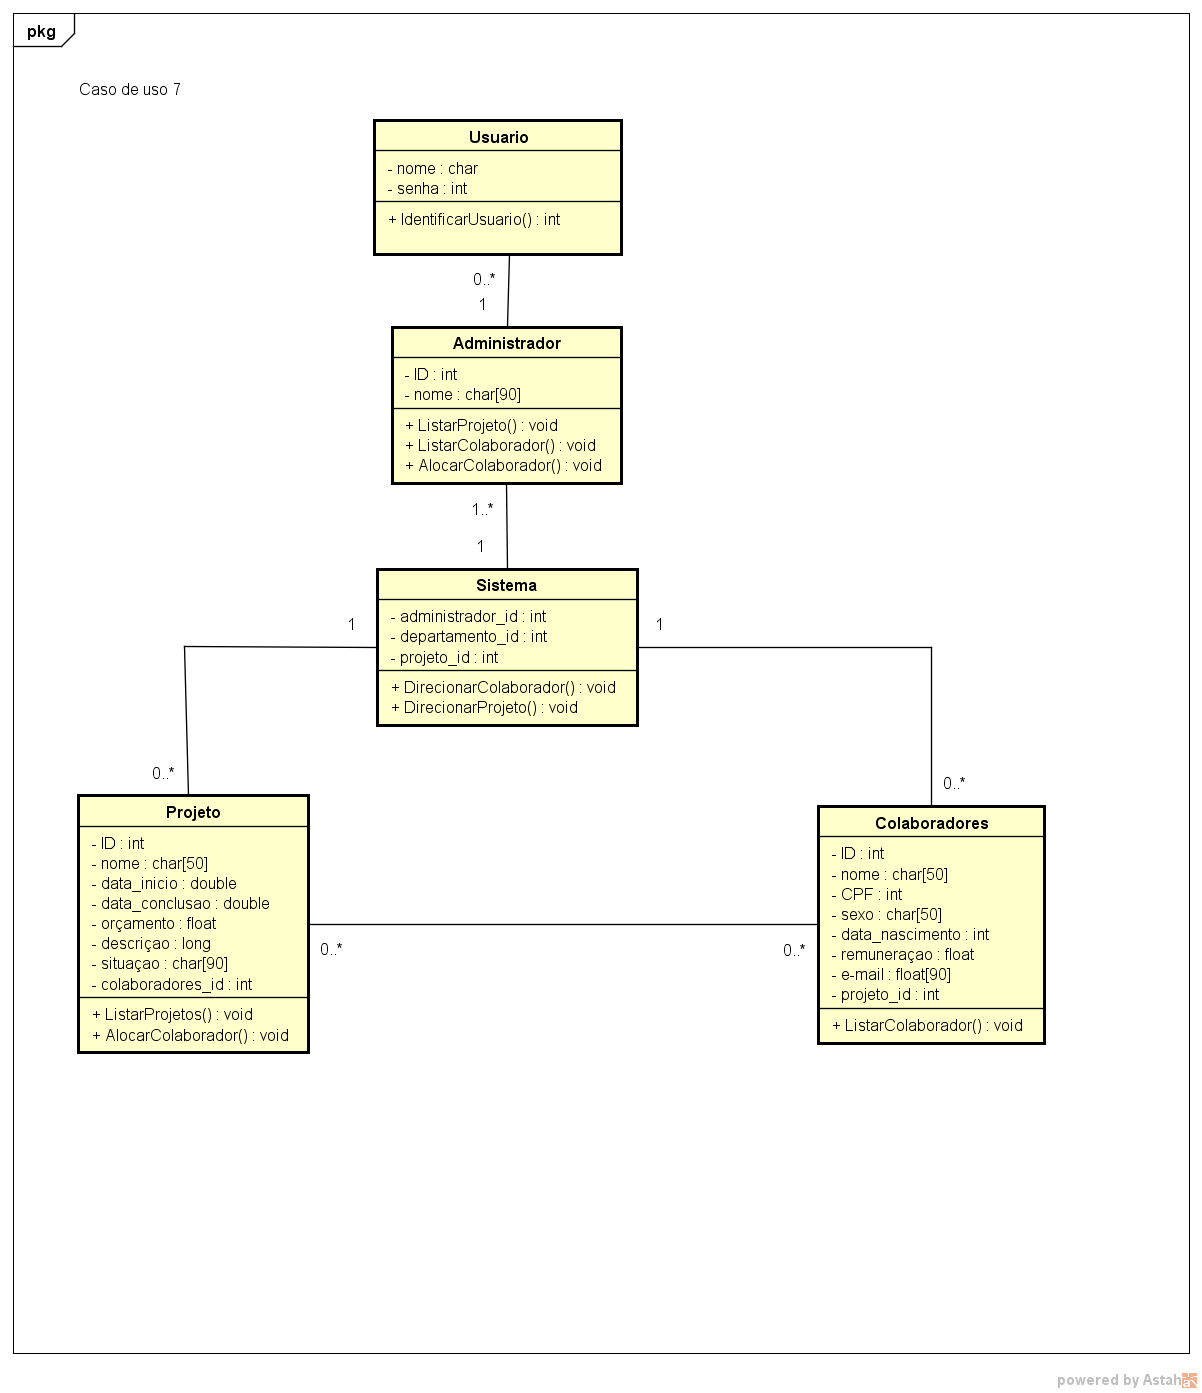 pkg
Caso de uso 7
Usuario
- nome : char
- senha : int
+ IdentificarUsuario() : int
0..*
1
Administrador
- ID : int
- nome : char[90]
+ ListarProjeto() : void
+ ListarColaborador() : void
+ AlocarColaborador() : void
1..*
1
Sistema
- administrador_id : int
- departamento_id : int
- projeto_id : int
+ DirecionarColaborador() : void
+ DirecionarProjeto() : void
1
1
0..*
0..*
Projeto
- ID : int
- nome : char[50]
- data_inicio : double
- data_conclusao : double
- orçamento : float
- descriçao : long
- situaçao : char[90]
- colaboradores_id : int
+ ListarProjetos() : void
+ AlocarColaborador() : void
0..*
0..*
Colaboradores
- ID : int
- nome : char[50]
- CPF : int
- sexo : char[50]
- data_nascimento : int
- remuneraçao : float
- e-mail : float[90]
- projeto_id : int
+ ListarColaborador() : void
powered by Astah